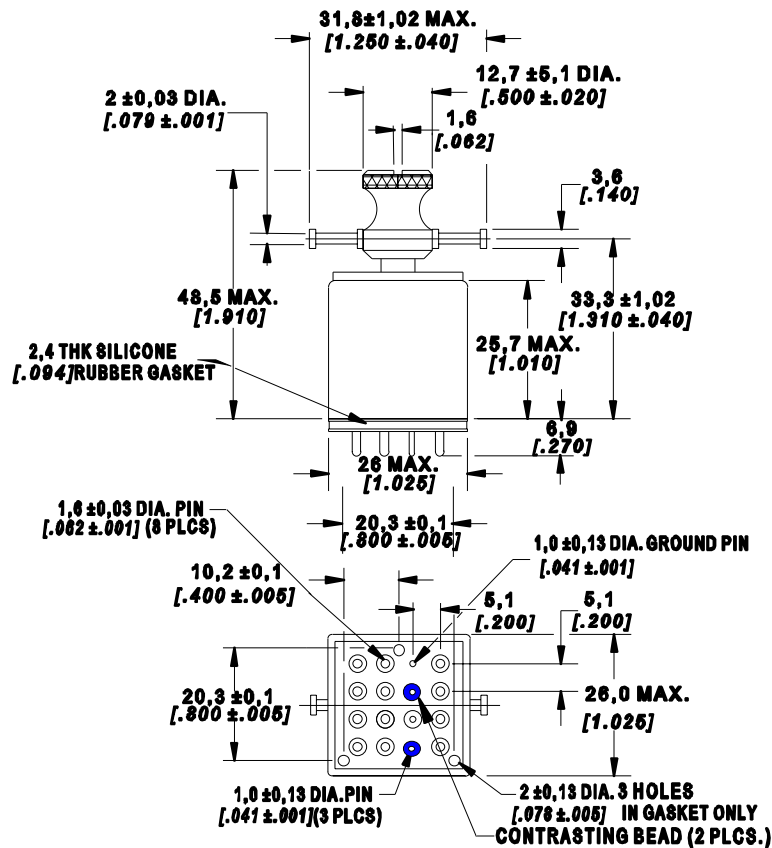 31,8±1,02 MAX.
[1.250 ±.040]
12,7 ±5,1 DIA.
[.500 ±.020]
2 ±0,03 DIA.
[.079 ±.001]
1,6
[.062]
3,6
[.140]
48,5 MAX.
[1.910]
33,3 ±1,02
[1.310 ±.040]
25,7 MAX.
[1.010]
2,4 THK SILICONE
[.094]RUBBER GASKET
6,9
[.270]
26 MAX.
[1.025]
1,6 ±0,03 DIA. PIN
[.062 ±.001] (8 PLCS)
20,3 ±0,1
[.800 ±.005]
1,0 ±0,13 DIA. GROUND PIN
[.041 ±.001]
10,2 ±0,1
[.400 ±.005]
5,1
[.200]
5,1
[.200]
20,3 ±0,1
[.800 ±.005]
26,0 MAX.
[1.025]
1,0 ±0,13 DIA.PIN
[.041 ±.001](3 PLCS)
2 ±0,13 DIA. 3 HOLES
[.078 ±.005] IN GASKET ONLY
CONTRASTING BEAD (2 PLCS.)